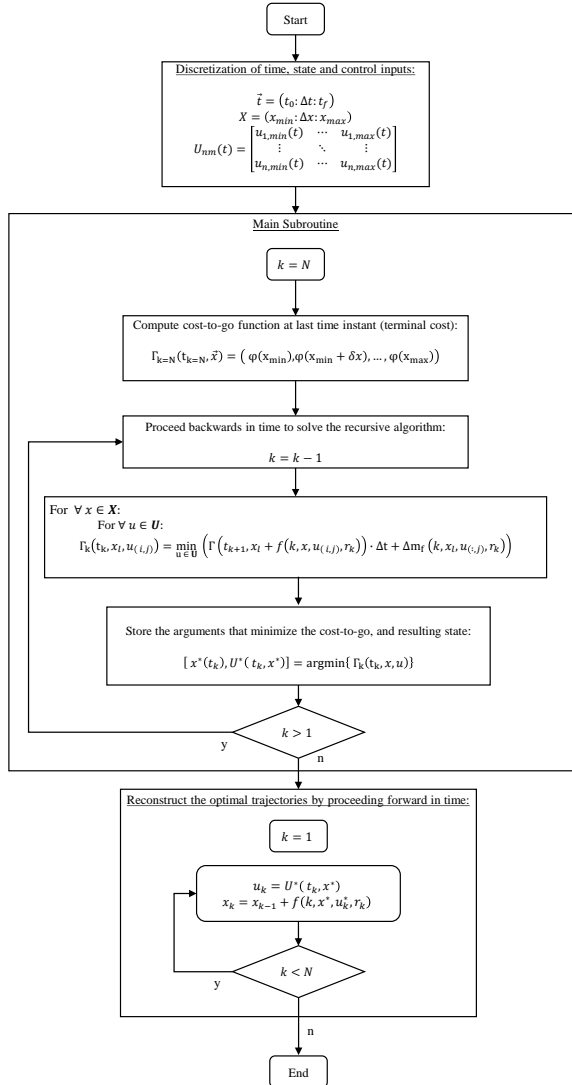 Start
Discretization of time, state and control inputs:
t⃗ = (t₀: Δt: t_f)
X = (x_min: Δx: x_max)
U_nm(t) = [u_1,min(t) ⋯ u_1,max(t)
⋮ ⋱ ⋮
u_n,min(t) ⋯ u_n,max(t)]
Main Subroutine
k = N
Compute cost-to-go function at last time instant (terminal cost):
Γ_k=N(t_k=N, x⃗) = ( φ(x_min),φ(x_min + δx), … , φ(x_max))
Proceed backwards in time to solve the recursive algorithm:
k = k − 1
For ∀ x ∈ X:
For ∀ u ∈ U:
Γ_k(t_k, x_l, u_(i,j)) = min_u∈U (Γ(t_k+1, x_l + f(k, x, u_(i,j), r_k)) · Δt + Δm_f (k, x_l, u_(:,j), r_k))
Store the arguments that minimize the cost-to-go, and resulting state:
[ x*(t_k), U*( t_k, x*)] = argmin{ Γ_k(t_k, x, u)}
k > 1
y
n
Reconstruct the optimal trajectories by proceeding forward in time:
k = 1
u_k = U*( t_k, x*)
x_k = x_k−1 + f(k, x*, u*_k, r_k)
k < N
y
n
End